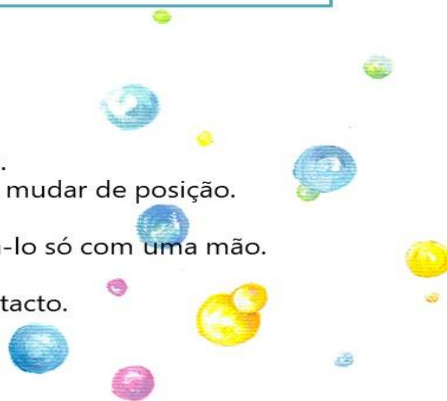 .
mudar de posição.
-lo só com uma mão.
tacto.